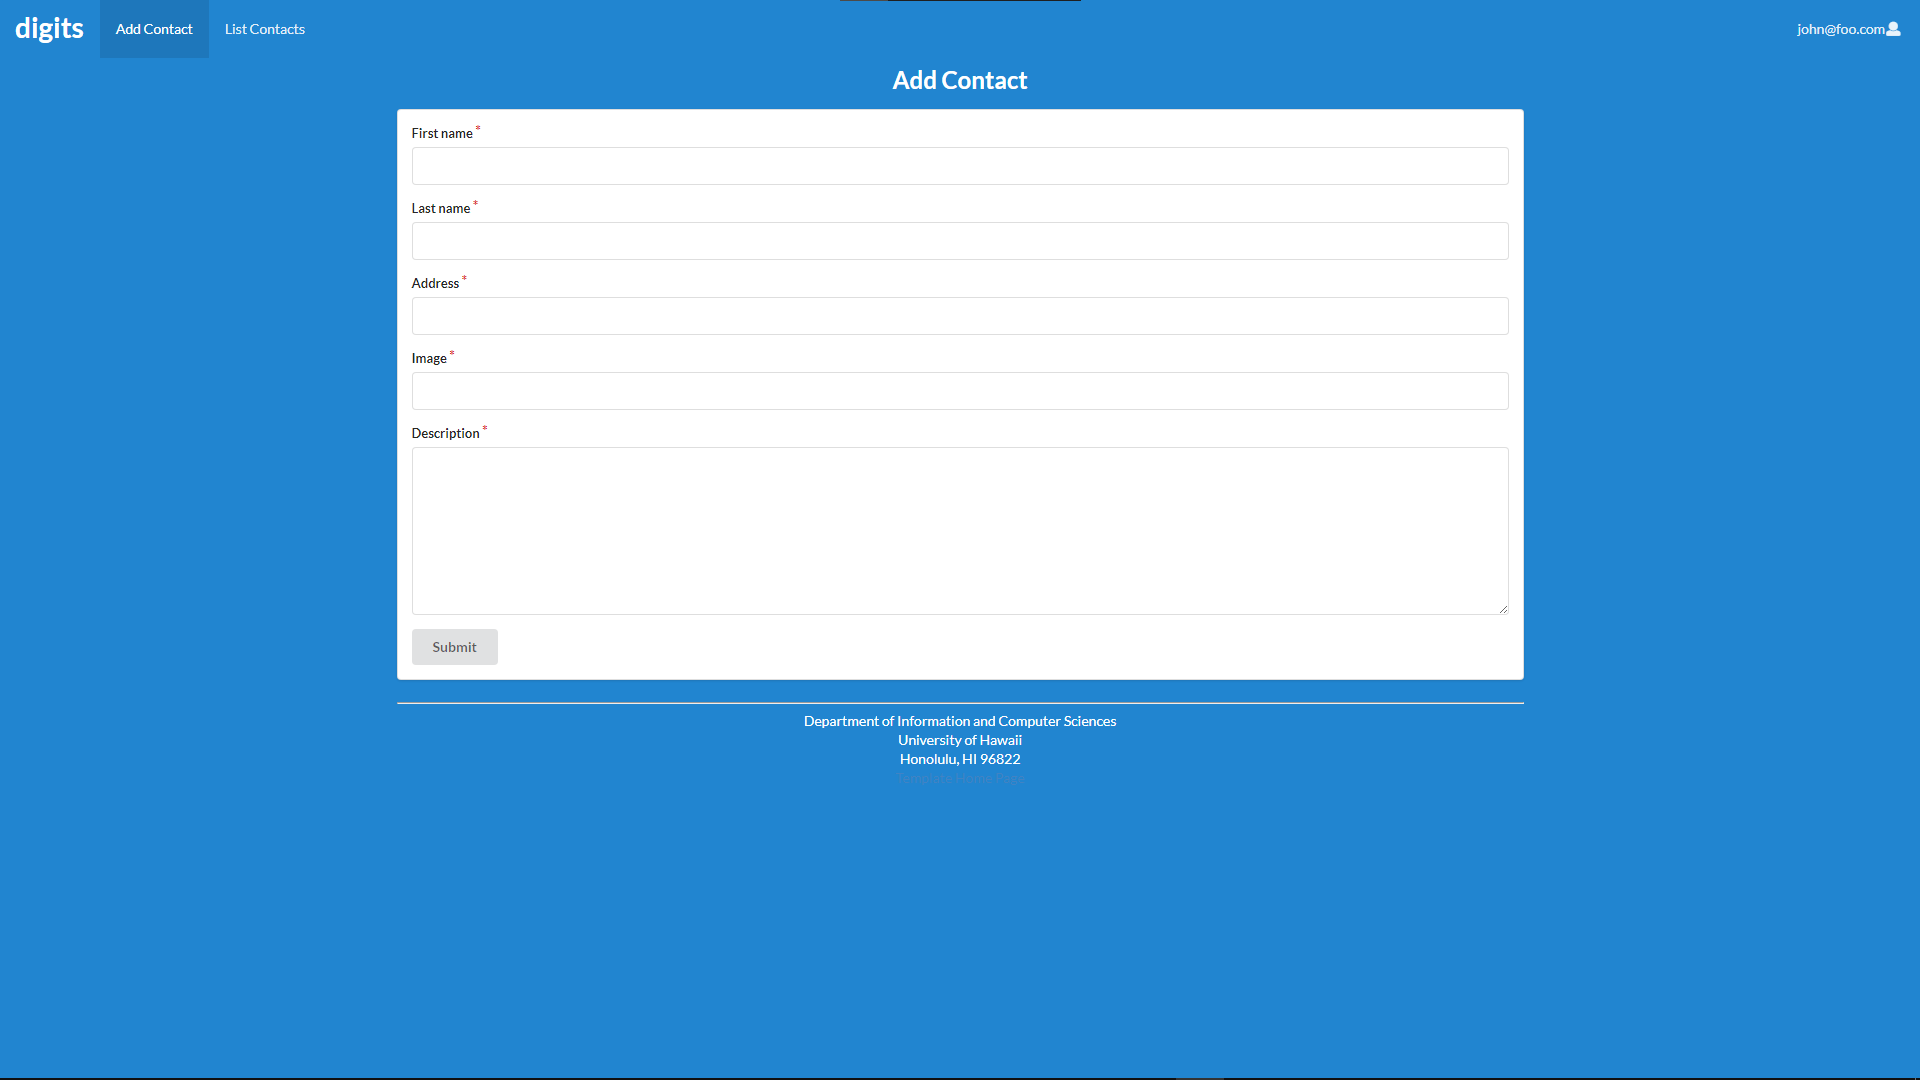 digits
Add Contact
List Contacts
john@foo.com
Add Contact
First name *
Last name *
Address *
Image *
Description *
Submit
Department of Information and Computer Sciences
University of Hawaii
Honolulu, HI 96822
Template Home Page